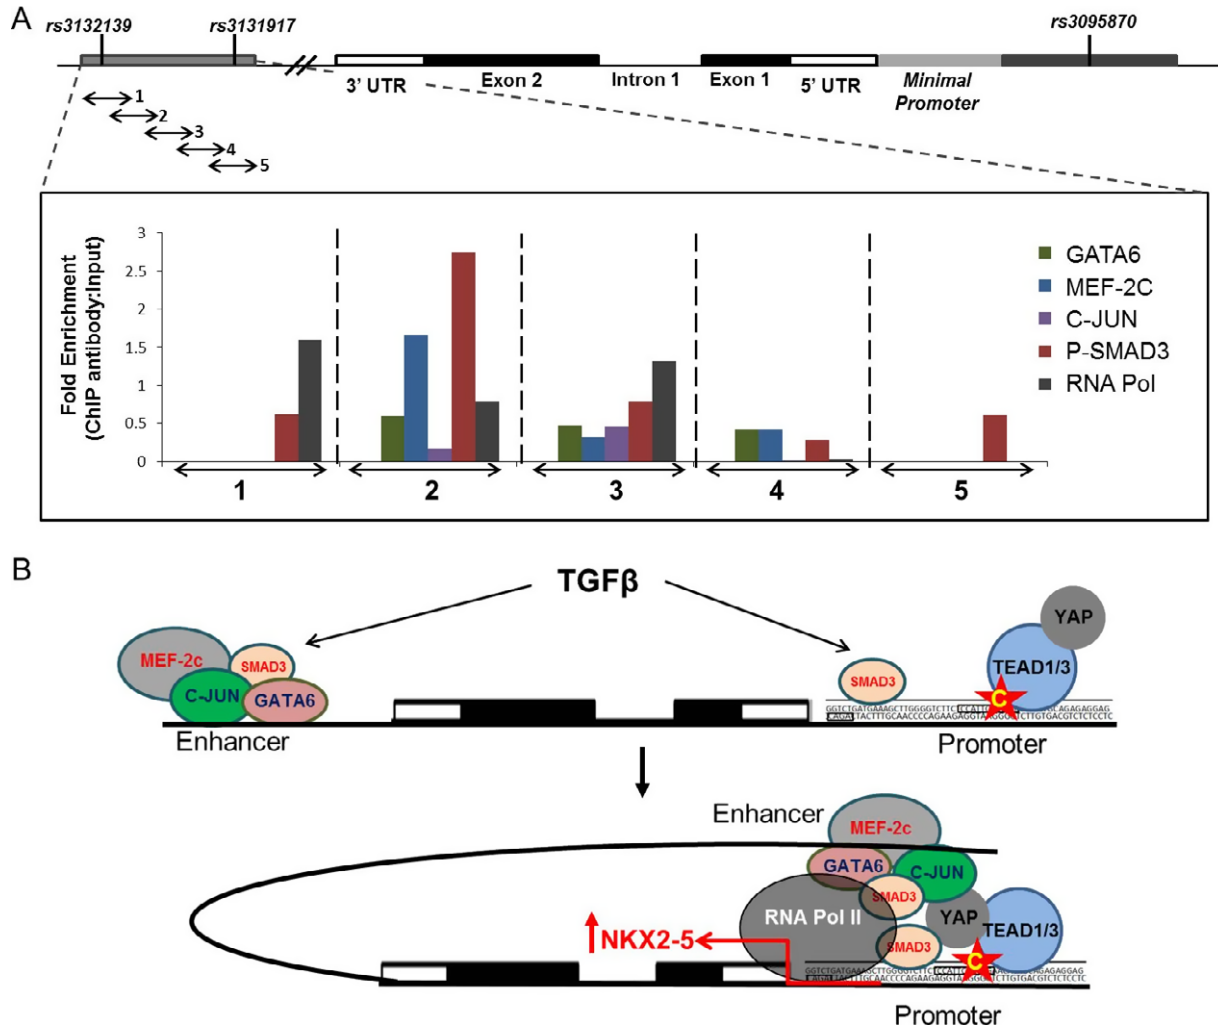 A
rs3132139
rs3131917
rs3095870
3' UTR
Exon 2
Intron 1
Exon 1
5' UTR
Minimal
Promoter
1
2
3
4
5
Fold Enrichment
(ChIP antibody:Input)
3
2.5
2
1.5
1
0.5
0
GATA6
MEF-2C
C-JUN
P-SMAD3
RNA Pol
1
2
3
4
5
B
TGFβ
MEF-2c
SMAD3
C-JUN
GATA6
Enhancer
YAP
TEAD1/3
SMAD3
C
Promoter
Enhancer
MEF-2c
GATA6
C-JUN
SMAD3
RNA Pol II
YAP
TEAD1/3
NKX2-5
SMAD3
C
Promoter